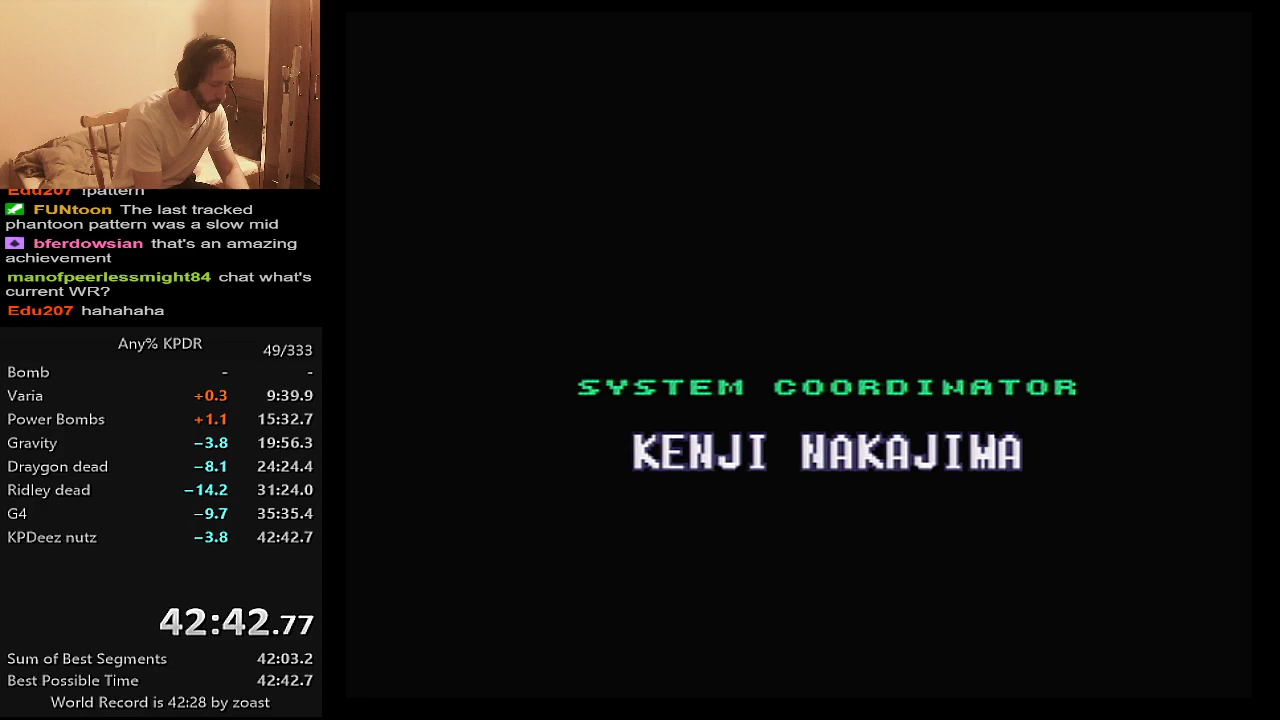 Edu207 !pattern
FUNtoon The last tracked
phantoon pattern was a slow mid
bferdowsian that's an amazing
achievement
manofpeerlessmight84 chat what's
current WR?
Edu207 hahahaha
Any% KPDR 49/333
Bomb - -
Varia +0.3 9:39.9
Power Bombs +1.1 15:32.7
Gravity −3.8 19:56.3
Draygon dead −8.1 24:24.4
Ridley dead −14.2 31:24.0
G4 −9.7 35:35.4
KPDeez nutz −3.8 42:42.7
42:42.77
Sum of Best Segments 42:03.2
Best Possible Time 42:42.7
World Record is 42:28 by zoast
SYSTEM COORDINATOR
KENJI NAKAJIMA